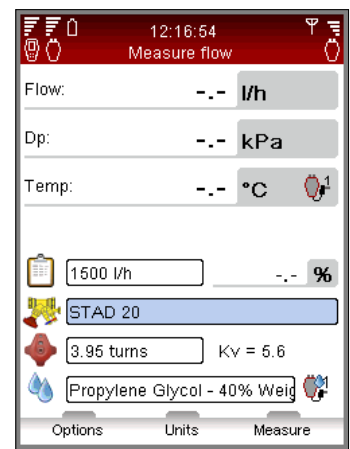 12:16:54
Measure flow
Flow: -.- l/h
Dp: -.- kPa
Temp: -.- °C 1
1500 l/h -.- %
STAD 20
3.95 turns Kv = 5.6
Propylene Glycol - 40% Weig
Options Units Measure